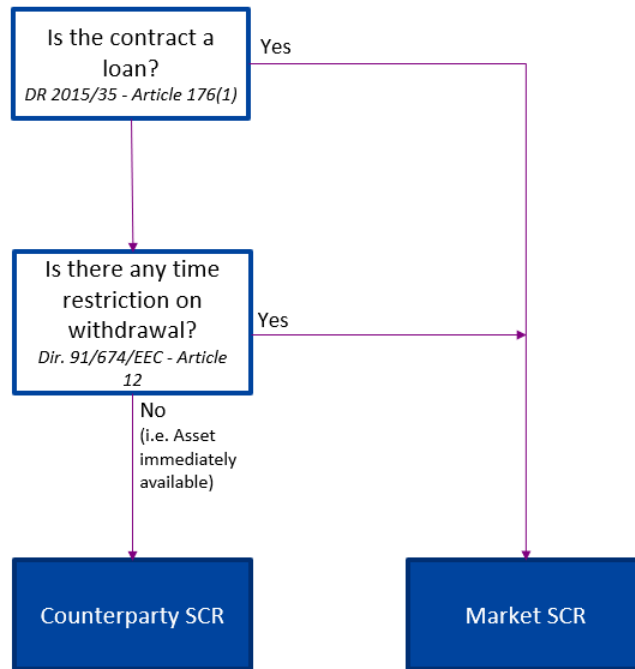 Is the contract a
loan?
DR 2015/35 - Article 176(1)
Yes
Is there any time
restriction on
withdrawal?
Dir. 91/674/EEC - Article
12
Yes
No
(i.e. Asset
immediately
available)
Counterparty SCR
Market SCR